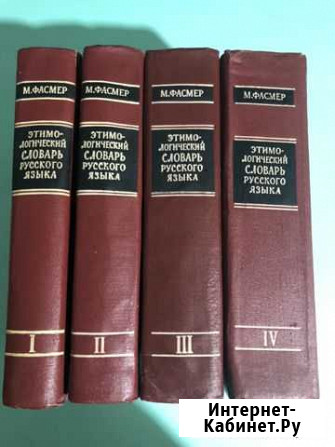 М. ФАСМЕР
ЭТИМО-
ЛОГИЧЕСКИЙ
СЛОВАРЬ
РУССКОГО
ЯЗЫКА
I
М. ФАСМЕР
ЭТИМО-
ЛОГИЧЕСКИЙ
СЛОВАРЬ
РУССКОГО
ЯЗЫКА
II
М. ФАСМЕР
ЭТИМО-
ЛОГИЧЕСКИЙ
СЛОВАРЬ
РУССКОГО
ЯЗЫКА
III
М. ФАСМЕР
ЭТИМО-
ЛОГИЧЕСКИЙ
СЛОВАРЬ
РУССКОГО
ЯЗЫКА
IV
Интернет-
Кабинет.Ру